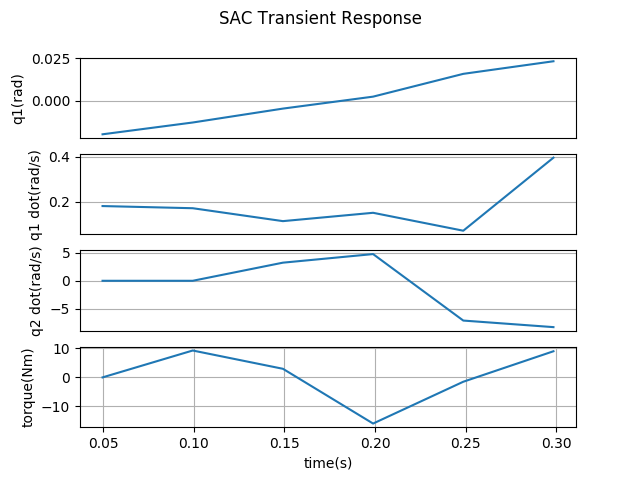 SAC Transient Response
q1(rad)
0.025
0.000
q1 dot(rad/s)
0.4
0.2
q2 dot(rad/s)
5
0
−5
torque(Nm)
10
0
−10
0.05 0.10 0.15 0.20 0.25 0.30
time(s)